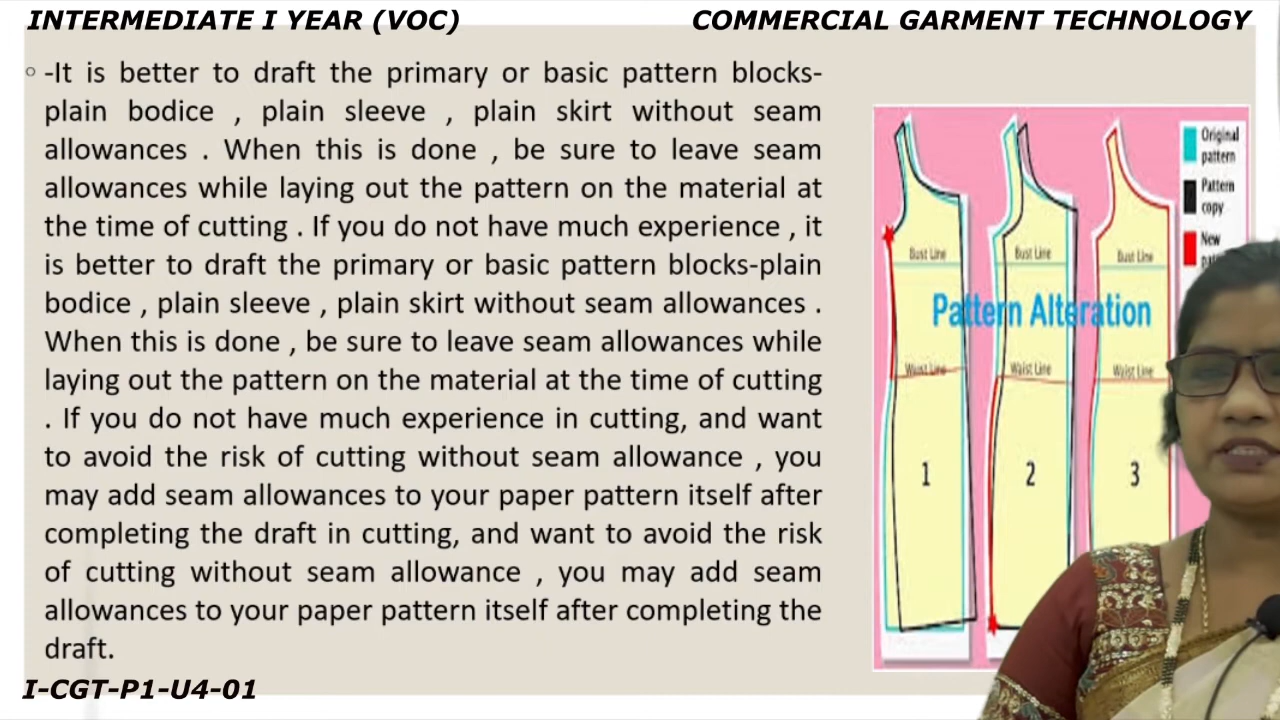 INTERMEDIATE I YEAR (VOC)
COMMERCIAL GARMENT TECHNOLOGY
-It is better to draft the primary or basic pattern blocks-
plain bodice , plain sleeve , plain skirt without seam
allowances . When this is done , be sure to leave seam
allowances while laying out the pattern on the material at
the time of cutting . If you do not have much experience , it
is better to draft the primary or basic pattern blocks-plain
bodice , plain sleeve , plain skirt without seam allowances .
When this is done , be sure to leave seam allowances while
laying out the pattern on the material at the time of cutting
. If you do not have much experience in cutting, and want
to avoid the risk of cutting without seam allowance , you
may add seam allowances to your paper pattern itself after
completing the draft in cutting, and want to avoid the risk
of cutting without seam allowance , you may add seam
allowances to your paper pattern itself after completing the
draft.
Original
pattern
Pattern
copy
New
Bust Line
Bust Line
Bust Line
Pattern Alteration
Waist Line
Waist Line
Waist Line
1
2
3
I-CGT-P1-U4-01